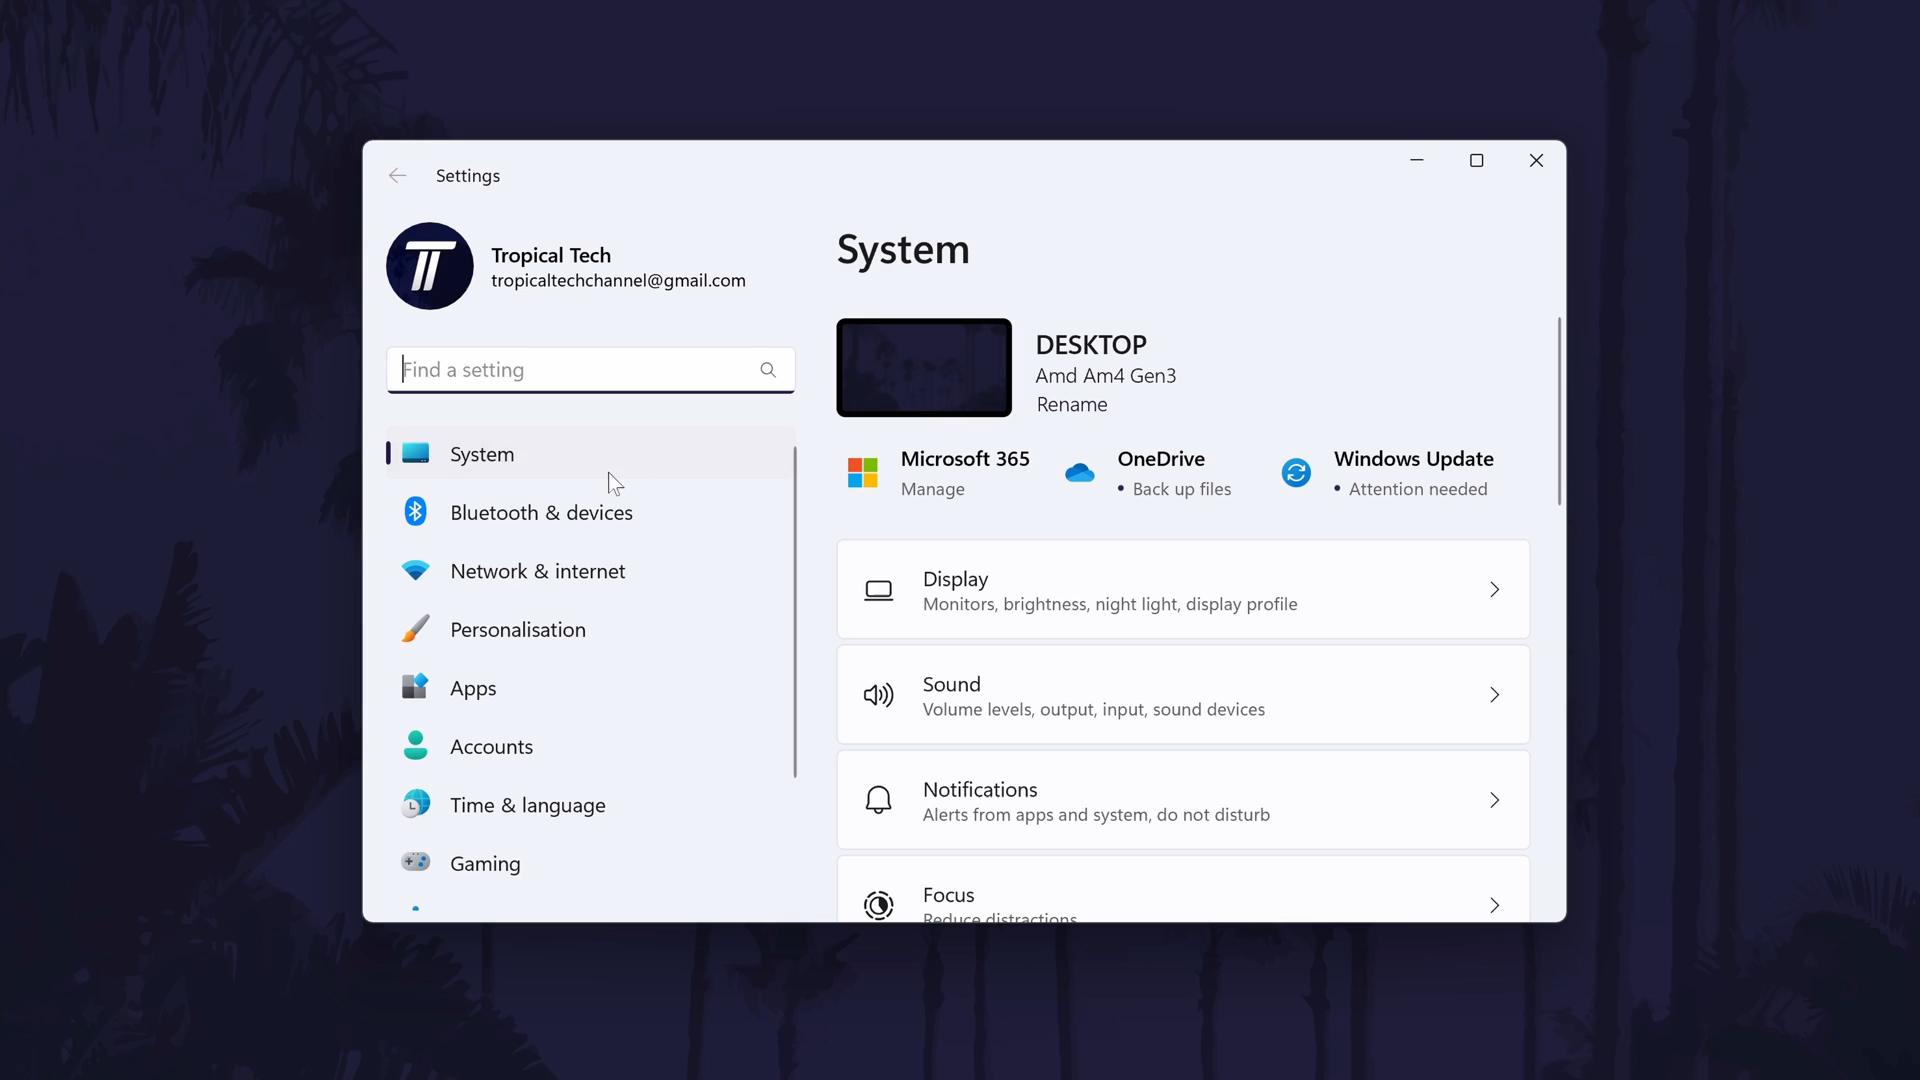 Settings
Tropical Tech
tropicaltechchannel@gmail.com
Find a setting
System
Bluetooth & devices
Network & internet
Personalisation
Apps
Accounts
Time & language
Gaming
System
DESKTOP
Amd Am4 Gen3
Rename
Microsoft 365
Manage
OneDrive
• Back up files
Windows Update
• Attention needed
Display
Monitors, brightness, night light, display profile
Sound
Volume levels, output, input, sound devices
Notifications
Alerts from apps and system, do not disturb
Focus
Reduce distractions